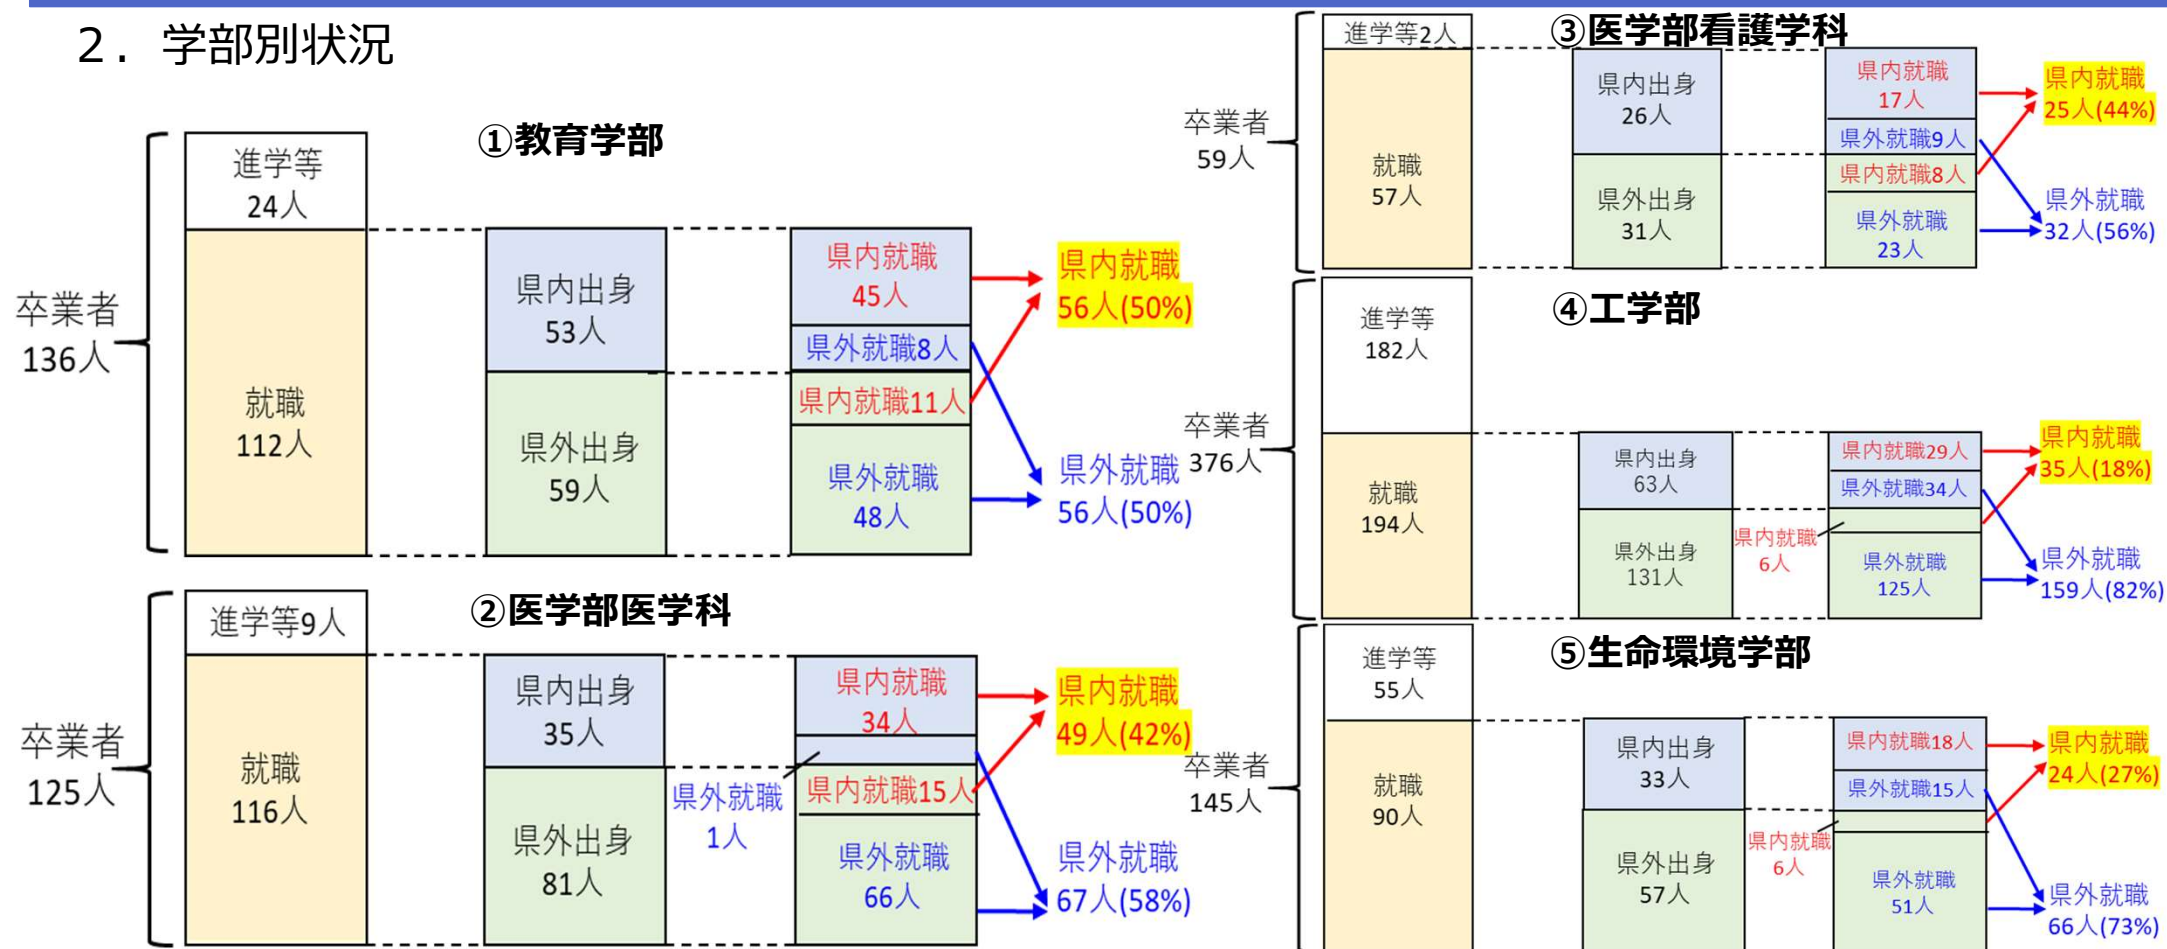 ２．学部別状況
①教育学部
卒業者
136人
進学等
24人
就職
112人
県内出身
53人
県外出身
59人
県内就職
45人
県外就職8人
県内就職11人
県外就職
48人
県内就職
56人(50%)
県外就職
56人(50%)
②医学部医学科
卒業者
125人
進学等9人
就職
116人
県内出身
35人
県外出身
81人
県内就職
34人
県外就職
1人
県内就職15人
県外就職
66人
県内就職
49人(42%)
県外就職
67人(58%)
③医学部看護学科
卒業者
59人
進学等2人
就職
57人
県内出身
26人
県外出身
31人
県内就職
17人
県外就職9人
県内就職8人
県外就職
23人
県内就職
25人(44%)
県外就職
32人(56%)
④工学部
卒業者
376人
進学等
182人
就職
194人
県内出身
63人
県外出身
131人
県内就職29人
県外就職34人
県内就職
6人
県外就職
125人
県内就職
35人(18%)
県外就職
159人(82%)
⑤生命環境学部
卒業者
145人
進学等
55人
就職
90人
県内出身
33人
県外出身
57人
県内就職18人
県外就職15人
県内就職
6人
県外就職
51人
県内就職
24人(27%)
県外就職
66人(73%)